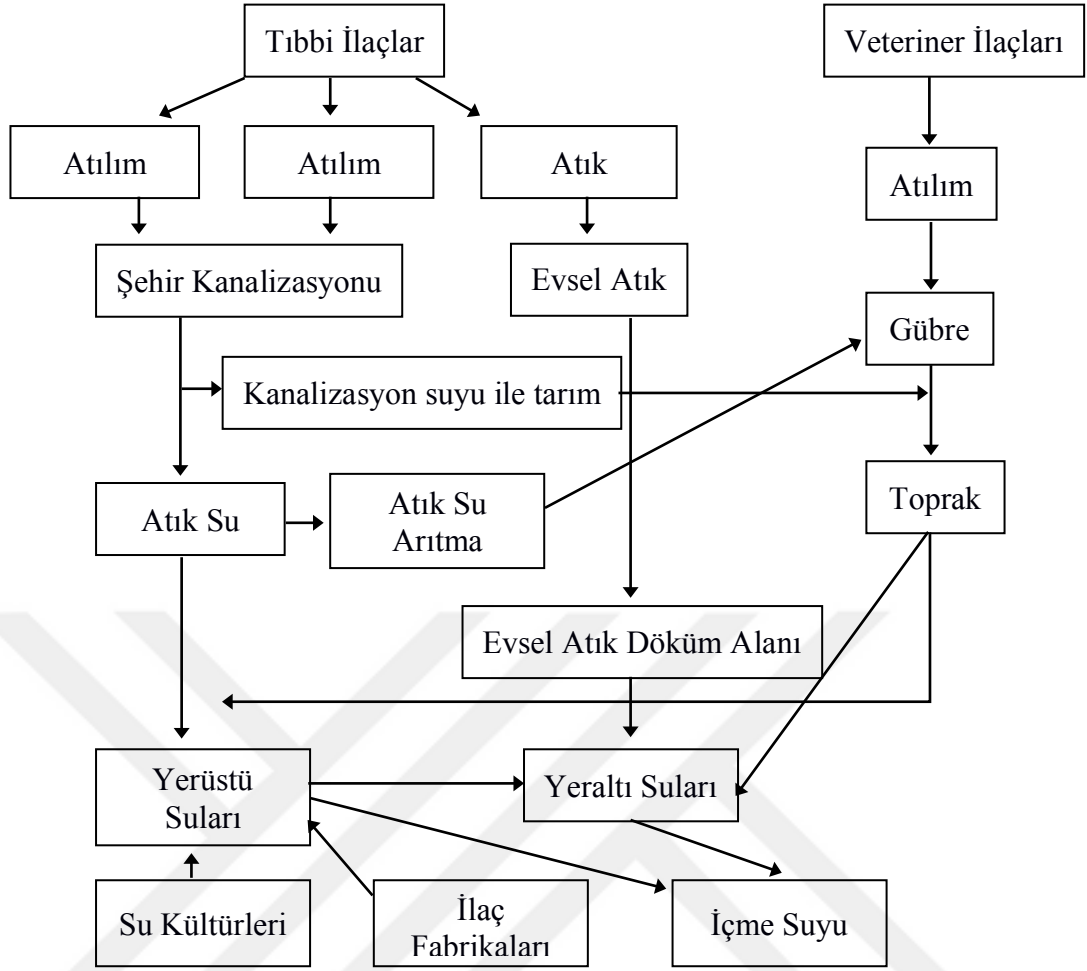 Tıbbi İlaçlar
Veteriner İlaçları
Atılım
Atılım
Atık
Atılım
Şehir Kanalizasyonu
Evsel Atık
Gübre
Kanalizasyon suyu ile tarım
Atık Su
Atık Su
Arıtma
Toprak
Evsel Atık Döküm Alanı
Yerüstü
Suları
Yeraltı Suları
Su Kültürleri
İlaç
Fabrikaları
İçme Suyu